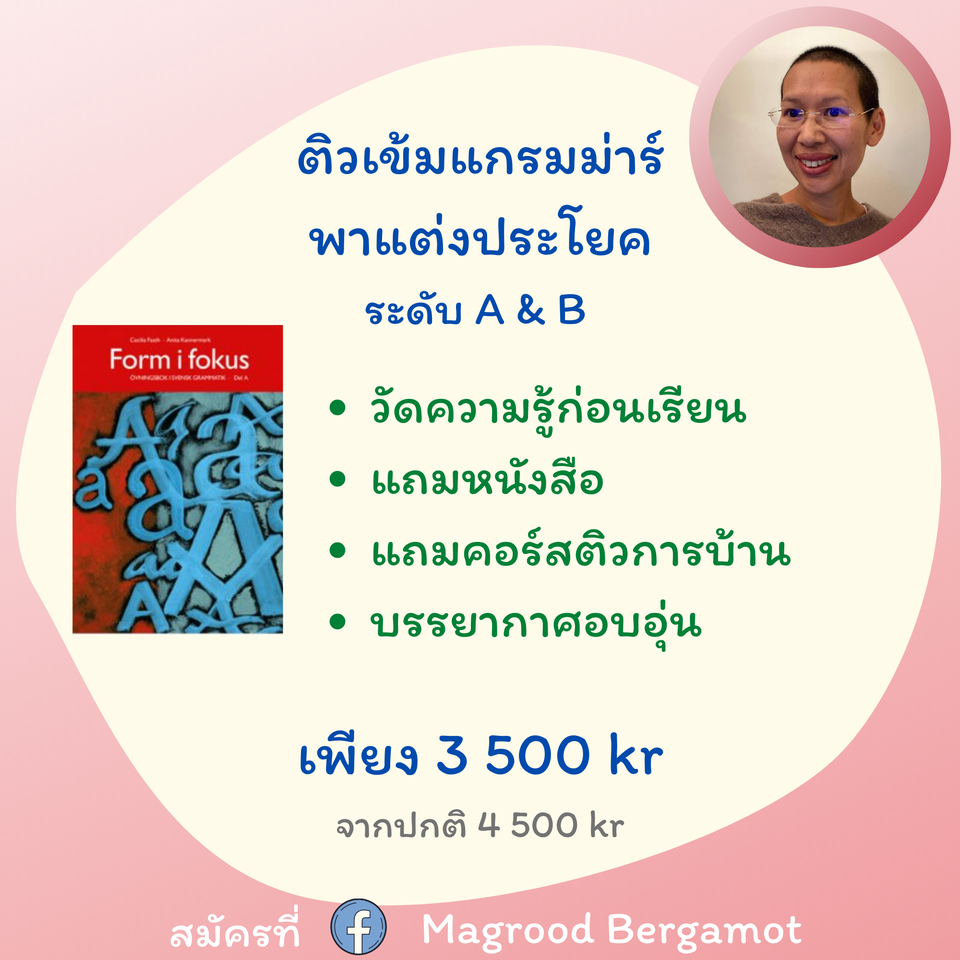 ติวเข้มแกรมม่าร์
พาแต่งประโยค
ระดับ A & B
Cecilia Fasth · Anita Kannermark
Form i fokus
ÖVNINGSBOK I SVENSK GRAMMATIK · Del A
• วัดความรู้ก่อนเรียน
• แถมหนังสือ
• แถมคอร์สติวการบ้าน
• บรรยากาศอบอุ่น
เพียง 3 500 kr
จากปกติ 4 500 kr
สมัครที่ f Magrood Bergamot